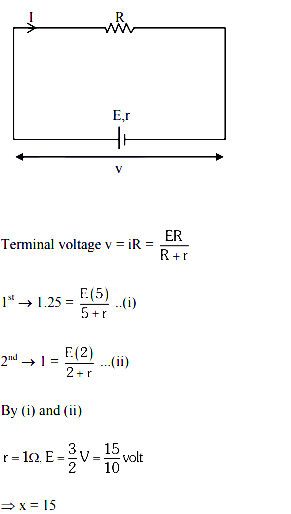 I R
E,r
v
Terminal voltage v = iR = ER / R + r
1st → 1.25 = E(5) / 5 + r ..(i)
2nd → 1 = E(2) / 2 + r ...(ii)
By (i) and (ii)
r = 1Ω, E = 3/2 V = 15/10 volt
⇒ x = 15